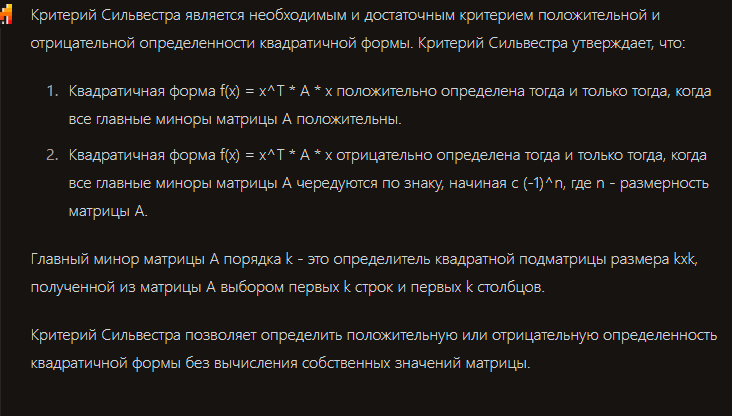 Критерий Сильвестра является необходимым и достаточным критерием положительной и
отрицательной определенности квадратичной формы. Критерий Сильвестра утверждает, что:
1. Квадратичная форма f(x) = x^T * A * x положительно определена тогда и только тогда, когда
все главные миноры матрицы A положительны.
2. Квадратичная форма f(x) = x^T * A * x отрицательно определена тогда и только тогда, когда
все главные миноры матрицы A чередуются по знаку, начиная с (-1)^n, где n - размерность
матрицы A.
Главный минор матрицы A порядка k - это определитель квадратной подматрицы размера kxk,
полученной из матрицы A выбором первых k строк и первых k столбцов.
Критерий Сильвестра позволяет определить положительную или отрицательную определенность
квадратичной формы без вычисления собственных значений матрицы.